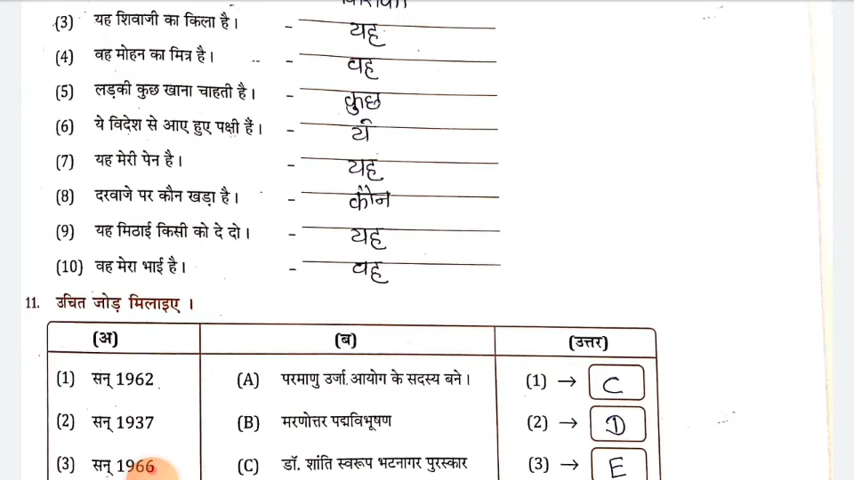 (3) यह शिवाजी का किला है। - यह
(4) वह मोहन का मित्र है। - वह
(5) लड़की कुछ खाना चाहती है। - कुछ
(6) ये विदेश से आए हुए पक्षी हैं। - ये
(7) यह मेरी पेन है। - यह
(8) दरवाजे पर कौन खड़ा है। - कौन
(9) यह मिठाई किसी को दे दो। - यह
(10) वह मेरा भाई है। - वह
11. उचित जोड़ मिलाइए ।
(अ) (ब) (उत्तर)
(1) सन् 1962 (A) परमाणु उर्जा आयोग के सदस्य बने। (1) → C
(2) सन् 1937 (B) मरणोत्तर पद्मविभूषण (2) → D
(3) सन् 1966 (C) डॉ. शांति स्वरूप भटनागर पुरस्कार (3) → E